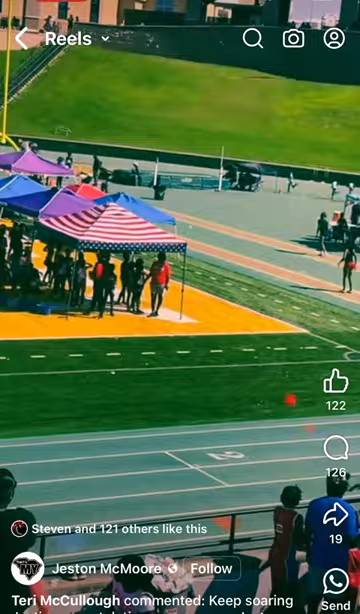 Reels
2
122
126
19
Send
Steven and 121 others like this
Jeston McMoore
Follow
Teri McCullough commented: Keep soaring